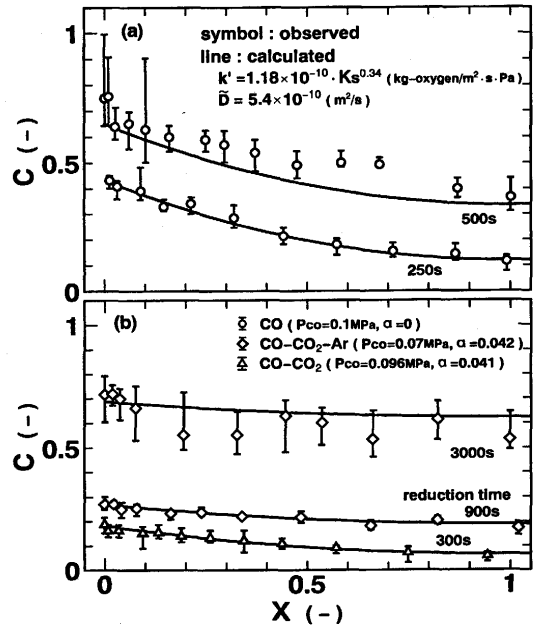 1
(a)
symbol : observed
line : calculated
k' =1.18×10⁻¹⁰・Ks⁰·³⁴ (kg-oxygen/m²・s・Pa)
D̃ =5.4×10⁻¹⁰ (m²/s)
C (-)
0.5
500s
250s
0
1
(b)
CO ( Pco=0.1MPa, α=0)
CO-CO₂-Ar ( Pco=0.07MPa, α=0.042)
CO-CO₂ ( Pco=0.096MPa, α=0.041)
C (-)
3000s
0.5
reduction time
900s
300s
0
0 0.5 1
X (-)